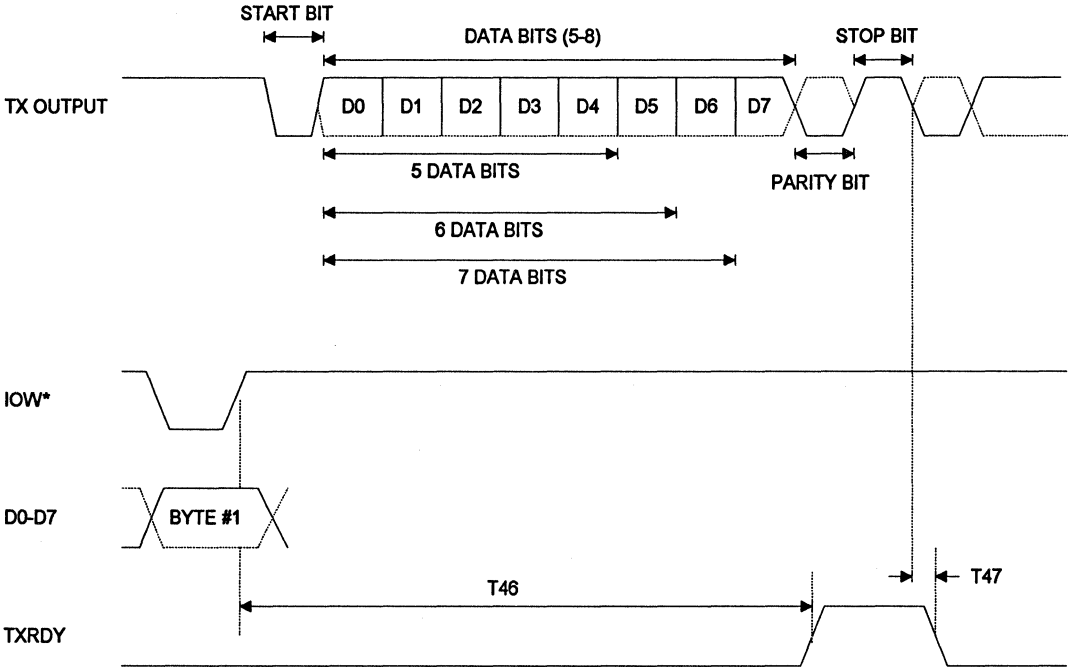 START BIT
DATA BITS (5-8)
STOP BIT
TX OUTPUT
D0 D1 D2 D3 D4 D5 D6 D7
5 DATA BITS
PARITY BIT
6 DATA BITS
7 DATA BITS
IOW*
D0-D7
BYTE #1
T46
T47
TXRDY